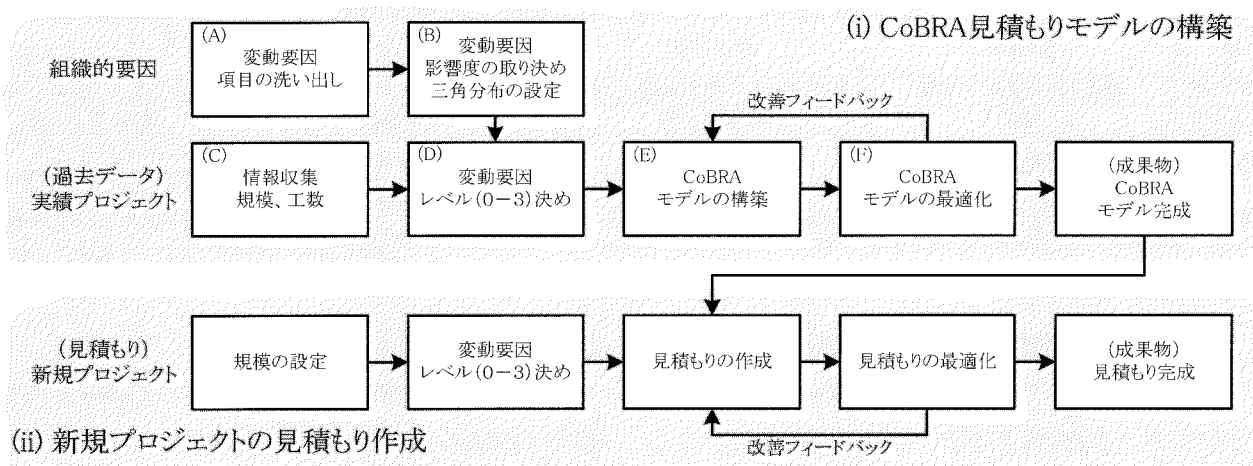 (i) CoBRA見積もりモデルの構築
組織的要因
(A)
変動要因
項目の洗い出し
(B)
変動要因
影響度の取り決め
三角分布の設定
改善フィードバック
(過去データ)
実績プロジェクト
(C)
情報収集
規模、工数
(D)
変動要因
レベル(0−3)決め
(E)
CoBRA
モデルの構築
(F)
CoBRA
モデルの最適化
(成果物)
CoBRA
モデル完成
(見積もり)
新規プロジェクト
規模の設定
変動要因
レベル(0−3)決め
見積もりの作成
見積もりの最適化
(成果物)
見積もり完成
改善フィードバック
(ii) 新規プロジェクトの見積もり作成